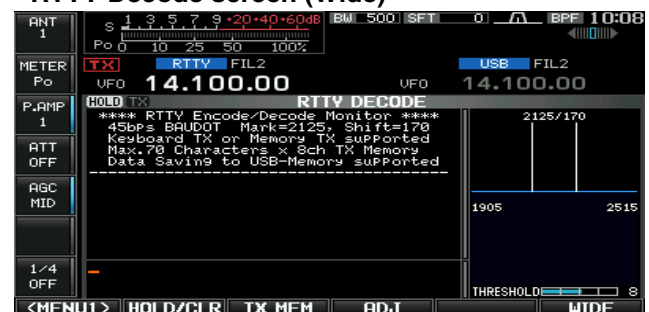 RTTY Decode screen (Wide)
ANT 1
S 1 3 5 7 9 +20+40+60dB BW 500 SFT 0 BPF 10:08
Po 0 10 25 50 100%
METER Po
TX RTTY FIL2 USB FIL2
VFO 14.100.00 VFO 14.100.00
P.AMP 1
HOLD TX RTTY DECODE
**** RTTY Encode/Decode Monitor ****
45bps BAUDOT Mark=2125, Shift=170
Keyboard TX or Memory TX supported
Max.70 Characters x 8ch TX Memory
Data Saving to USB-Memory supported
2125/170
ATT OFF
AGC MID
1905 2515
1/4 OFF
THRESHOLD 8
<MENU1> HOLD/CLR TX MEM ADJ WIDE